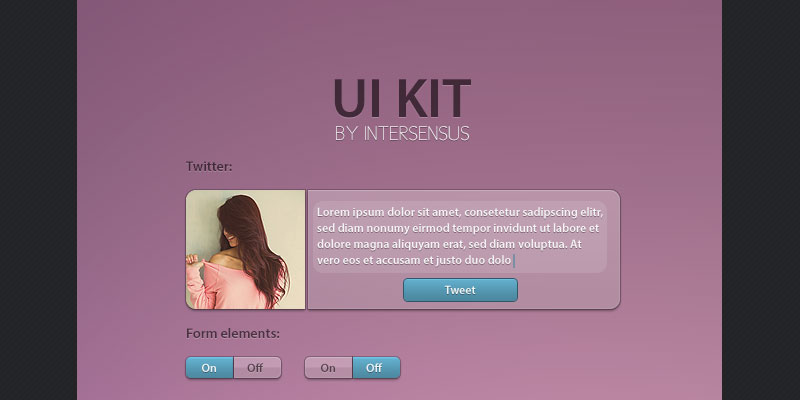 UI KIT
BY INTERSENSUS
Twitter:
Lorem ipsum dolor sit amet, consetetur sadipscing elitr,
sed diam nonumy eirmod tempor invidunt ut labore et
dolore magna aliquyam erat, sed diam voluptua. At
vero eos et accusam et justo duo dolo
Tweet
Form elements:
On Off On Off